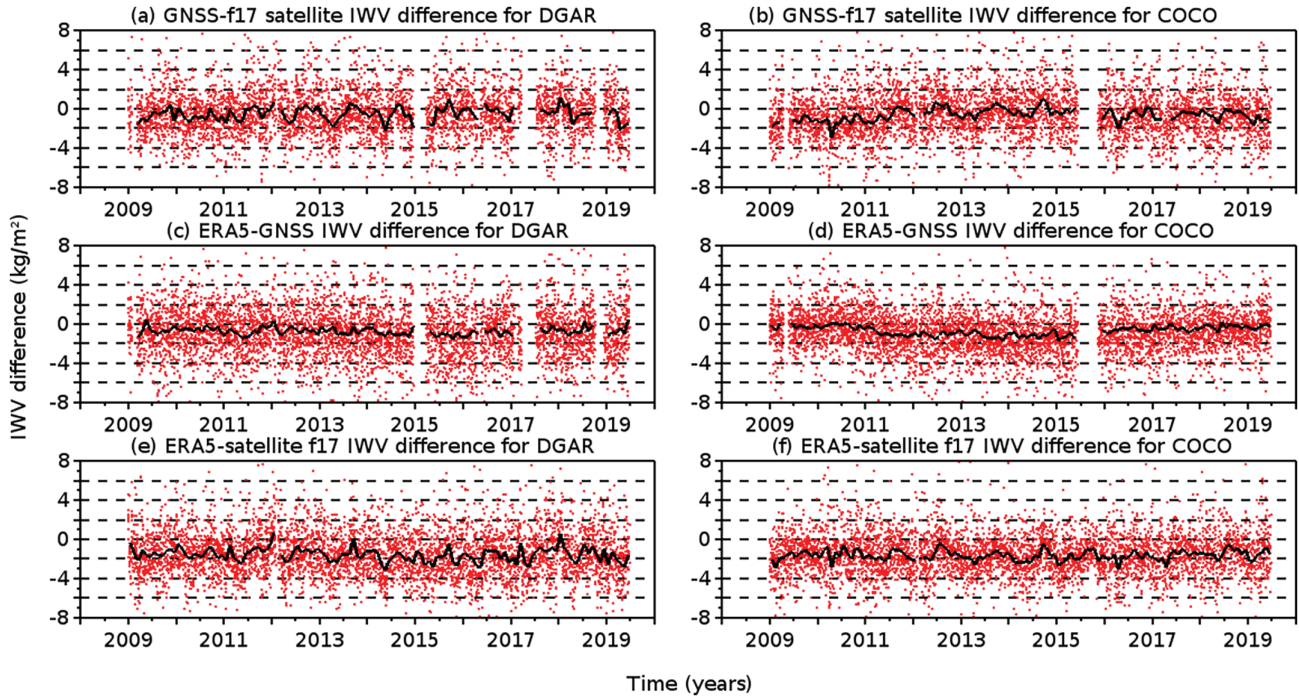 (a) GNSS-f17 satellite IWV difference for DGAR
(b) GNSS-f17 satellite IWV difference for COCO
8
4
0
-4
-8
2009 2011 2013 2015 2017 2019
8
4
0
-4
-8
2009 2011 2013 2015 2017 2019
(c) ERA5-GNSS IWV difference for DGAR
(d) ERA5-GNSS IWV difference for COCO
IWV difference (kg/m²)
8
4
0
-4
-8
2009 2011 2013 2015 2017 2019
8
4
0
-4
-8
2009 2011 2013 2015 2017 2019
(e) ERA5-satellite f17 IWV difference for DGAR
(f) ERA5-satellite f17 IWV difference for COCO
8
4
0
-4
-8
2009 2011 2013 2015 2017 2019
8
4
0
-4
-8
2009 2011 2013 2015 2017 2019
Time (years)